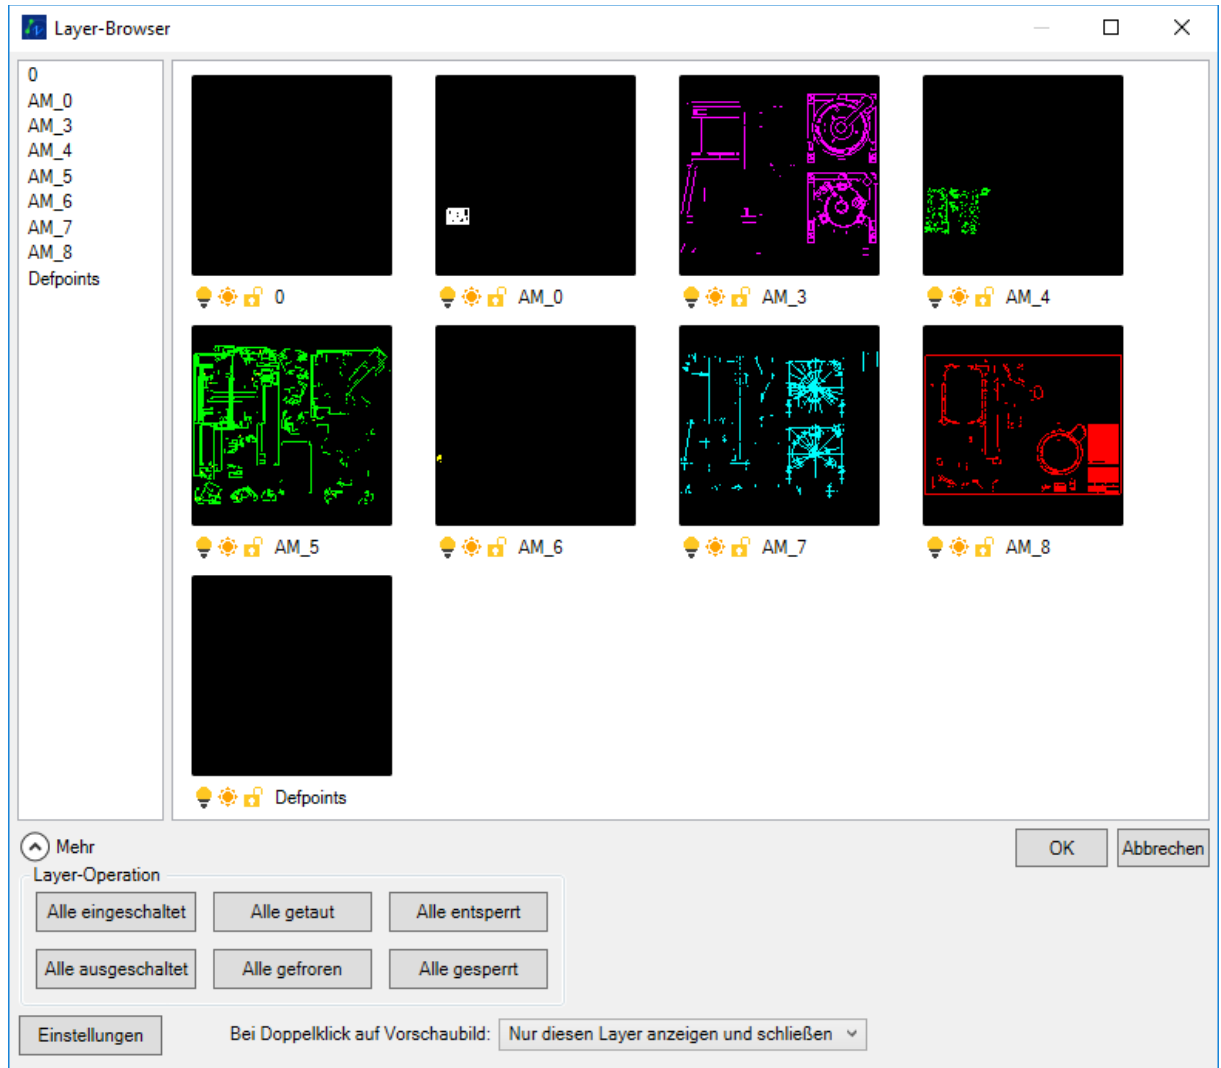 Layer-Browser
0
AM_0
AM_3
AM_4
AM_5
AM_6
AM_7
AM_8
Defpoints
0
AM_0
AM_3
AM_4
AM_5
AM_6
AM_7
AM_8
Defpoints
Mehr
OK
Abbrechen
Layer-Operation
Alle eingeschaltet
Alle getaut
Alle entsperrt
Alle ausgeschaltet
Alle gefroren
Alle gesperrt
Einstellungen
Bei Doppelklick auf Vorschaubild:
Nur diesen Layer anzeigen und schließen